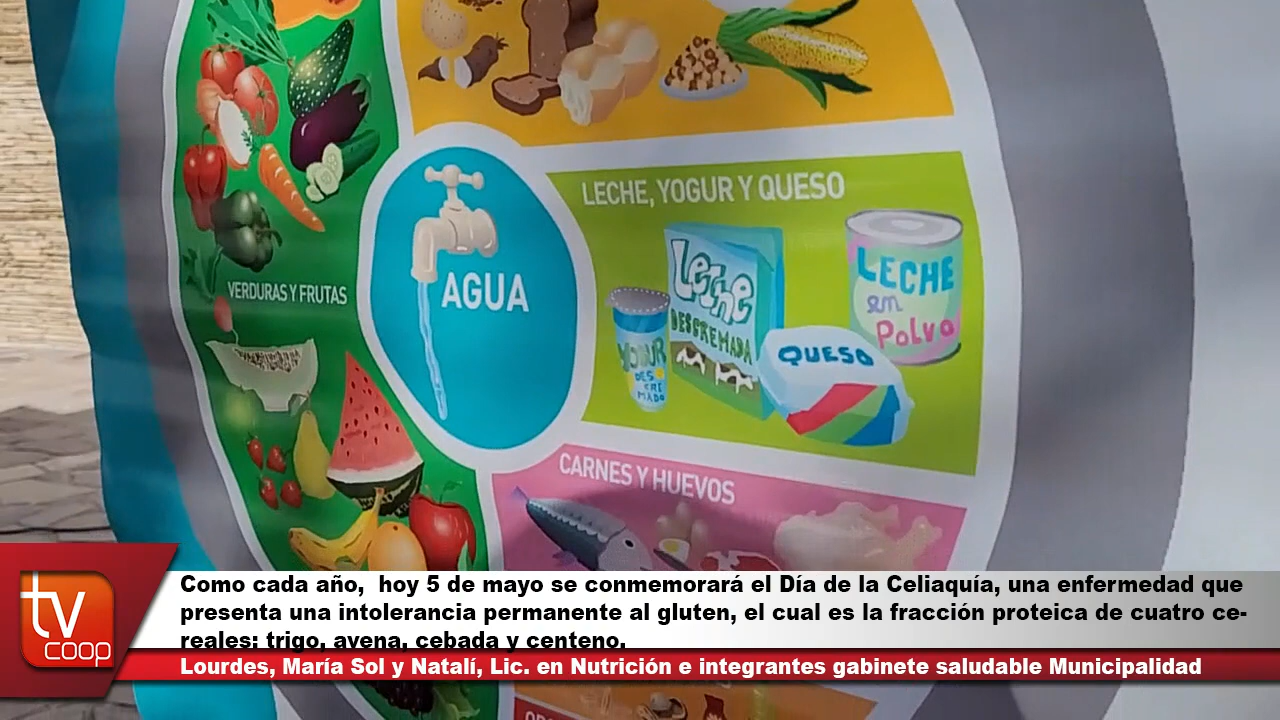 LECHE, YOGUR Y QUESO
LECHE
DESCREMADA
LECHE
en
Polvo
YOGUR
DES
CRE
MADO
QUESO
AGUA
VERDURAS Y FRUTAS
CARNES Y HUEVOS
tv
coop
Como cada año,  hoy 5 de mayo se conmemorará el Día de la Celiaquía, una enfermedad que
presenta una intolerancia permanente al gluten, el cual es la fracción proteica de cuatro ce-
reales: trigo, avena, cebada y centeno.
Lourdes, María Sol y Natalí, Lic. en Nutrición e integrantes gabinete saludable Municipalidad